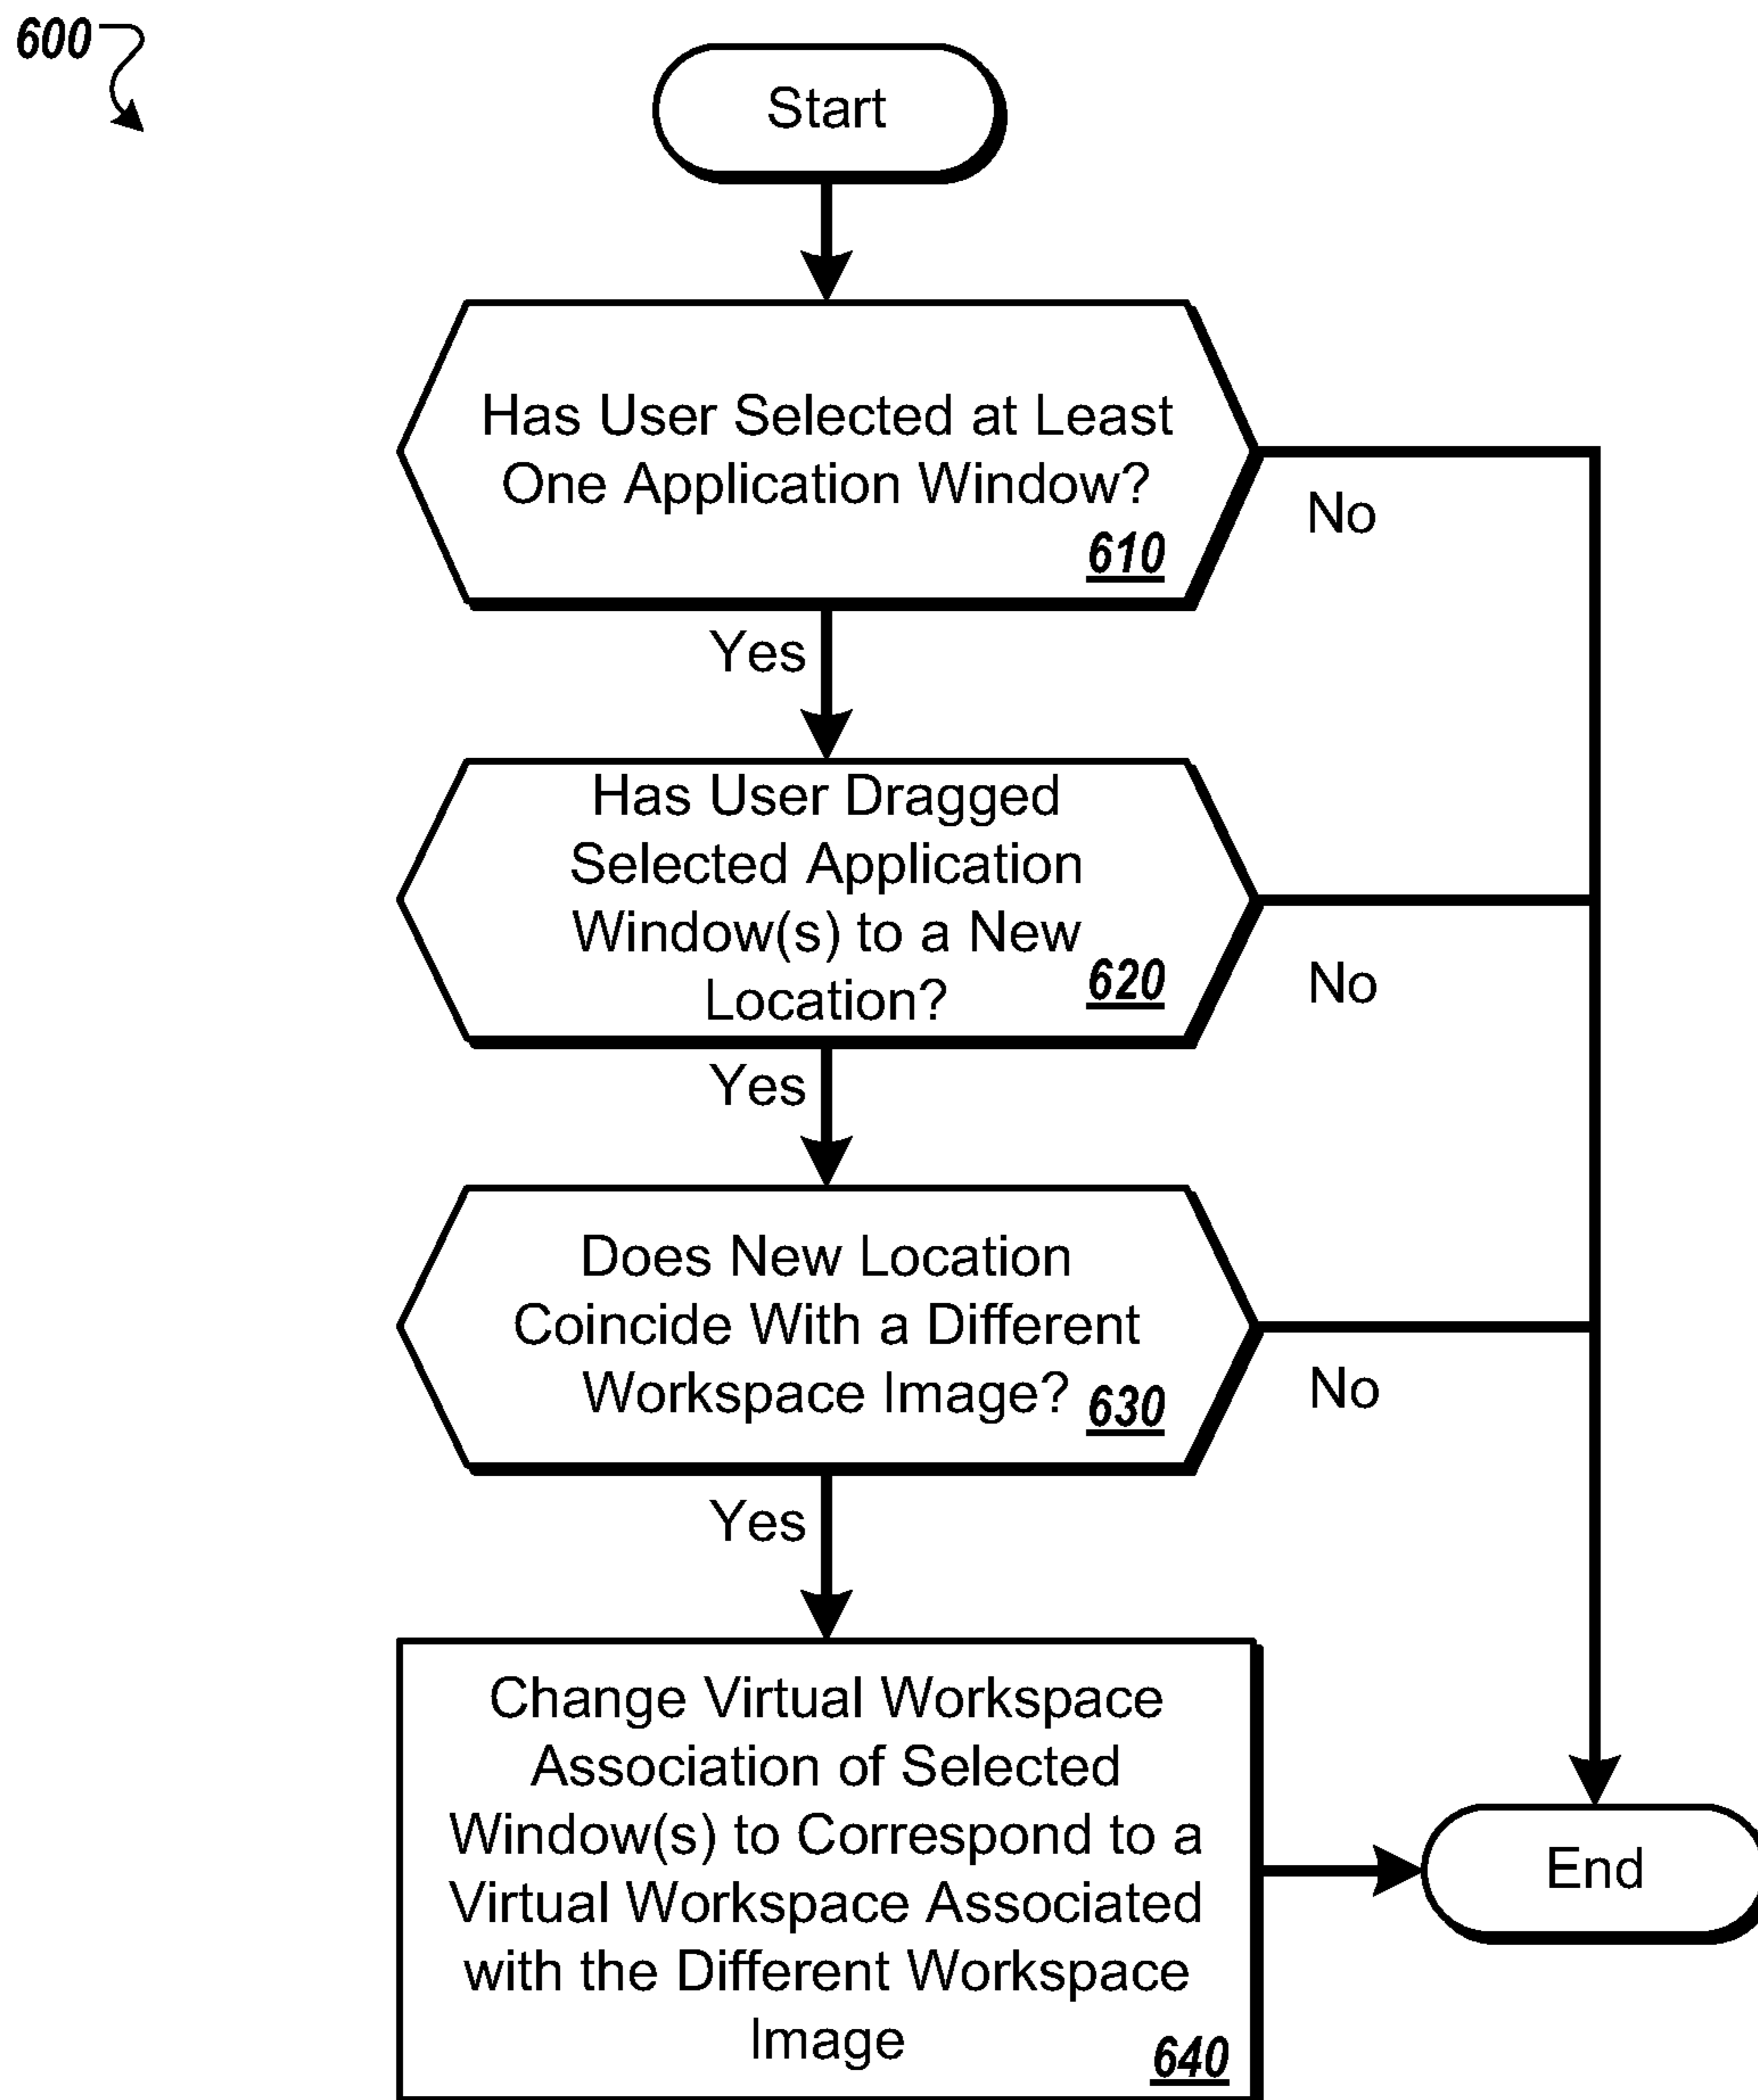 600
Start
Has User Selected at Least
One Application Window?
610
No
Yes
Has User Dragged
Selected Application
Window(s) to a New
Location?
620
No
Yes
Does New Location
Coincide With a Different
Workspace Image?
630
No
Yes
Change Virtual Workspace
Association of Selected
Window(s) to Correspond to a
Virtual Workspace Associated
with the Different Workspace
Image
640
End